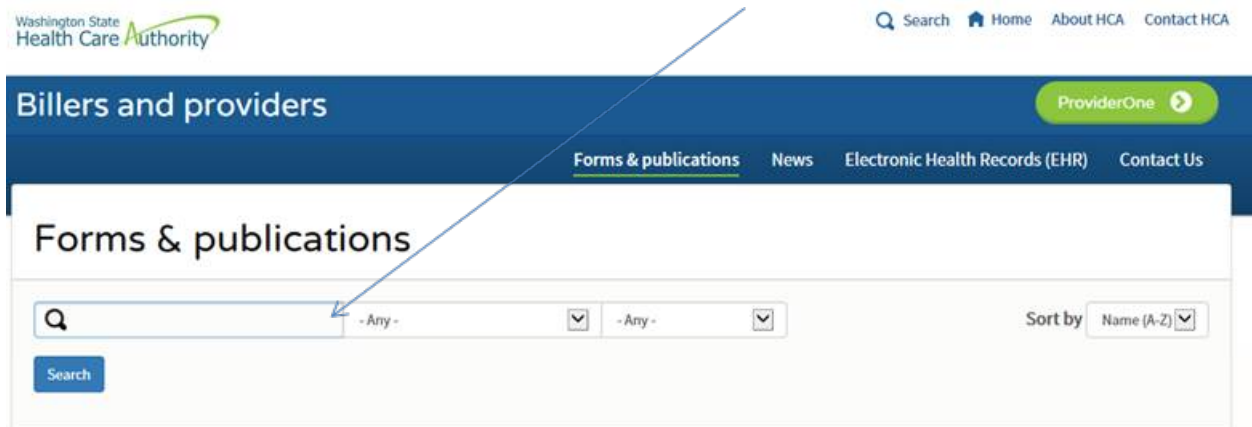 Washington State
Health Care Authority
Search Home About HCA Contact HCA
Billers and providers
ProviderOne
Forms & publications News Electronic Health Records (EHR) Contact Us
Forms & publications
- Any - - Any - Sort by Name (A-Z)
Search